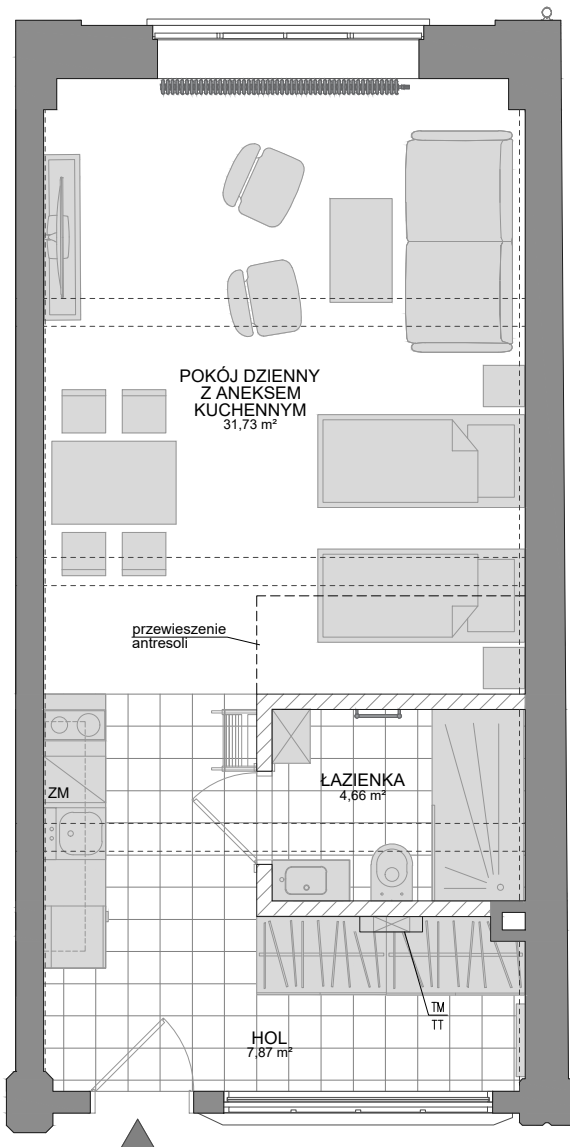 POKÓJ DZIENNY
Z ANEKSEM
KUCHENNYM
31,73 m²
przewieszenie
antresoli
ZM
ŁAZIENKA
4,66 m²
TM
TT
HOL
7,87 m²